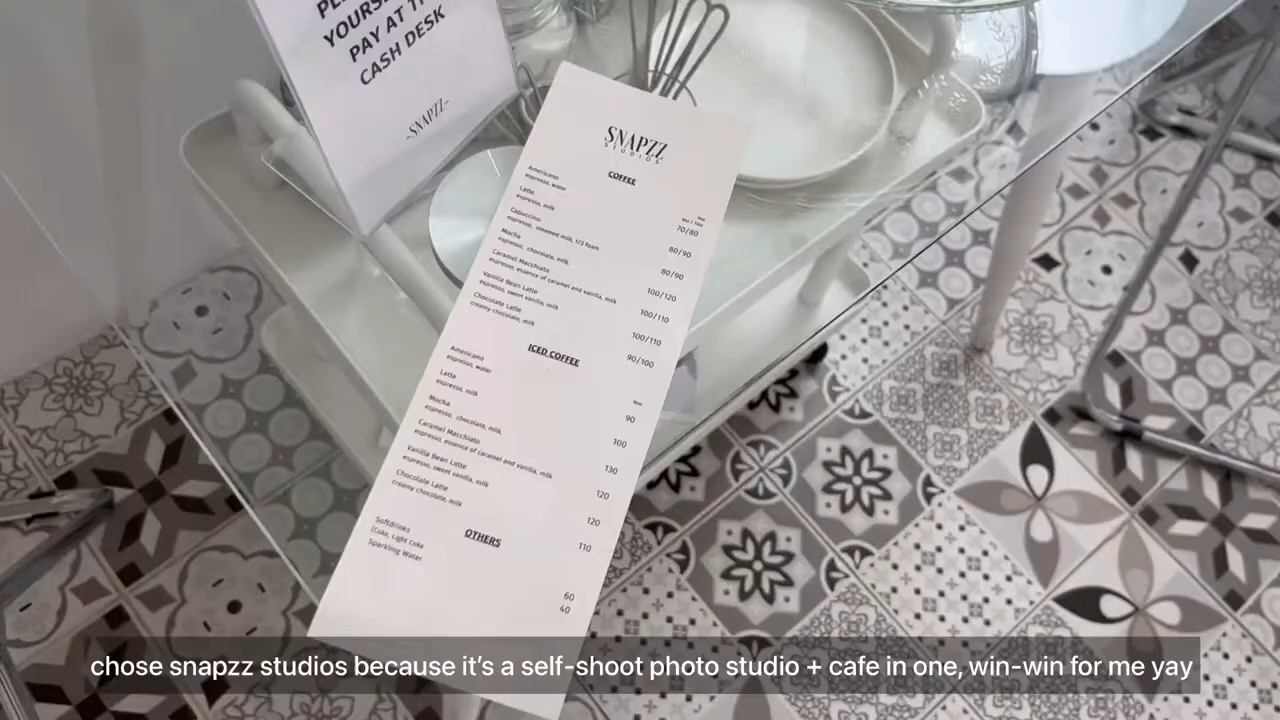 YOURS
PAY AT TH
CASH DESK
-SNAPZZ-
SNAPZZ
STUDIOS
COFFEE
Americano
espresso, water
70/80
Latte
espresso, milk
80/90
Capuccino
espresso, steamed milk, 1/3 foam
80/90
Mocha
espresso, chocolate, milk,
100/120
Caramel Macchiato
espresso, essence of caramel and vanilla, milk
100/110
Vanilla Bean Latte
espresso, sweet vanilla, milk
100/110
Chocolate Latte
creamy chocolate, milk
90/100
ICED COFFEE
Americano
espresso, water
90
Latte
espresso, milk
100
Mocha
espresso, chocolate, milk,
130
Caramel Macchiato
espresso, essence of caramel and vanilla, milk
120
Vanilla Bean Latte
espresso, sweet vanilla, milk
120
Chocolate Latte
creamy chocolate, milk
110
OTHERS
Softdrinks
(Coke, Light Coke
60
Sparkling Water
40
chose snapzz studios because it's a self-shoot photo studio + cafe in one, win-win for me yay